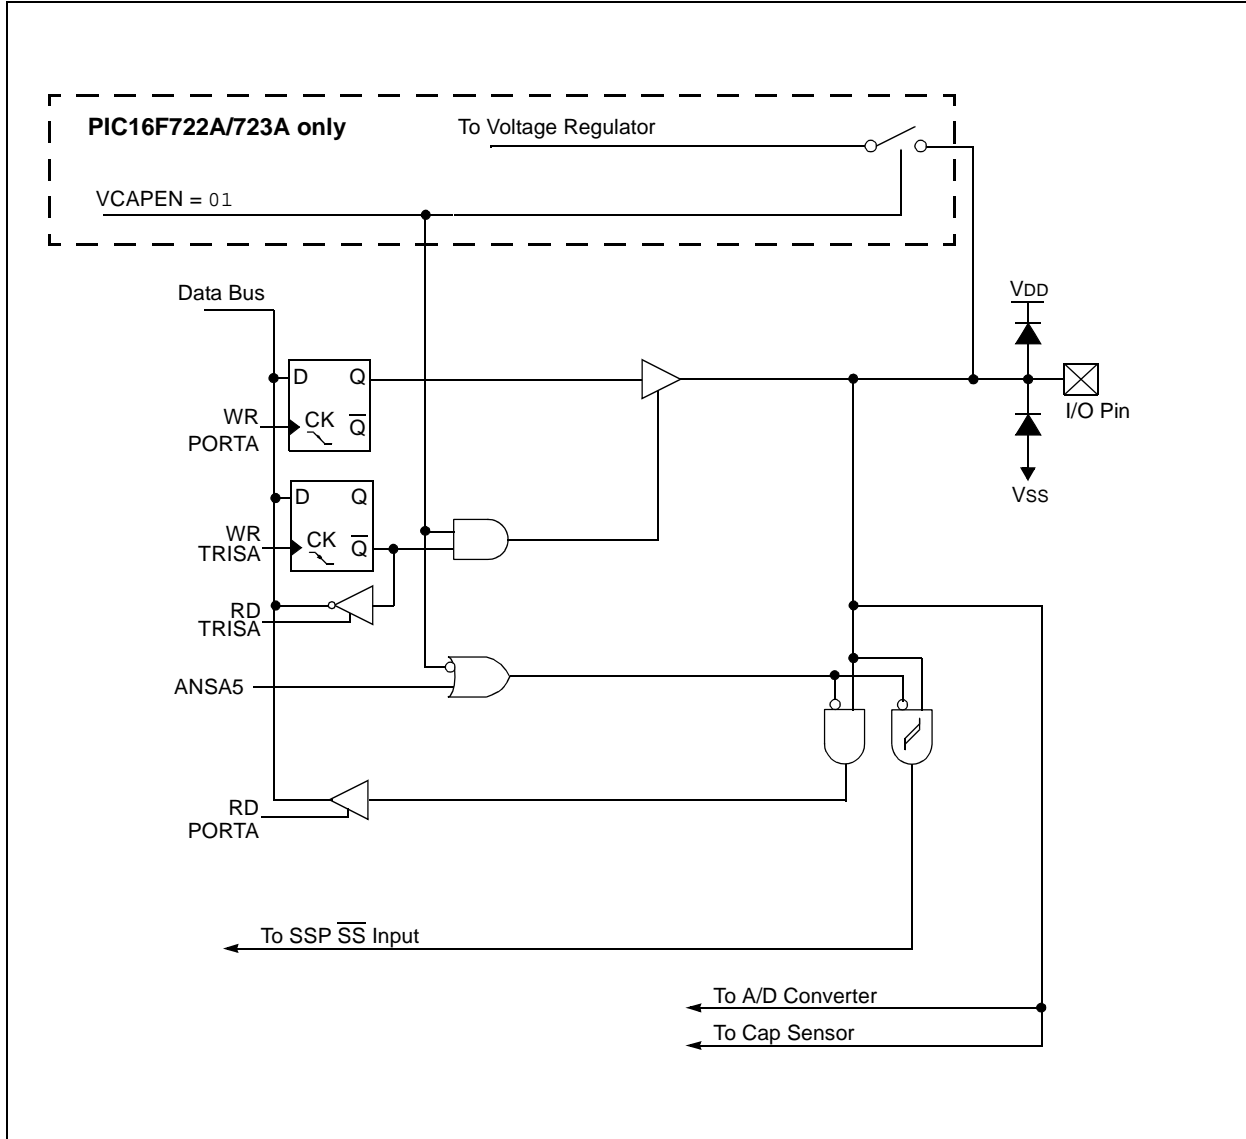 PIC16F722A/723A only
To Voltage Regulator
VCAPEN = 01
Data Bus
VDD
D Q
WR
PORTA
CK Q̅
I/O Pin
D Q
WR
TRISA
CK Q̅
VSS
RD
TRISA
ANSA5
RD
PORTA
To SSP S̅S̅ Input
To A/D Converter
To Cap Sensor